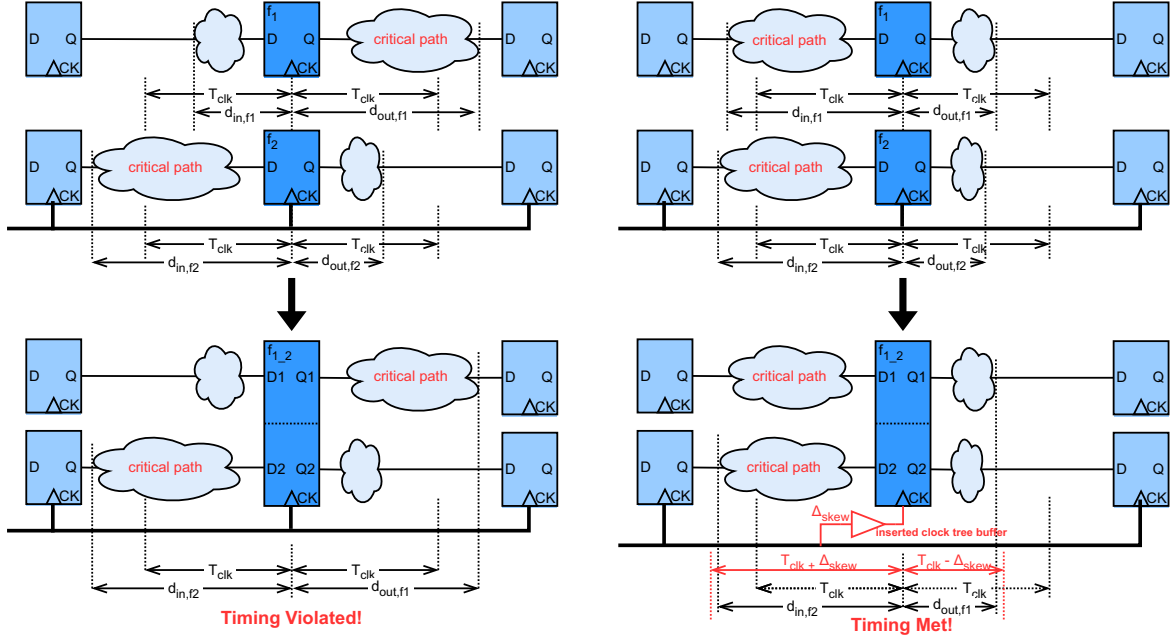 f1
D Q CK
D Q CK
critical path
D Q CK
Tclk Tclk
din,f1 dout,f1
f2
D Q CK
critical path
D Q CK
D Q CK
Tclk Tclk
din,f2 dout,f2
f1_2
D Q CK
D1 Q1
critical path
D Q CK
D Q CK
critical path
D2 Q2 CK
D Q CK
Tclk Tclk
din,f2 dout,f1
Timing Violated!
f1
D Q CK
critical path
D Q CK
D Q CK
Tclk Tclk
din,f1 dout,f1
f2
D Q CK
critical path
D Q CK
D Q CK
Tclk Tclk
din,f2 dout,f2
f1_2
D Q CK
critical path
D1 Q1
D Q CK
D Q CK
critical path
D2 Q2 CK
D Q CK
Δskew
inserted clock tree buffer
Tclk + Δskew Tclk - Δskew
Tclk Tclk
din,f2 dout,f1
Timing Met!